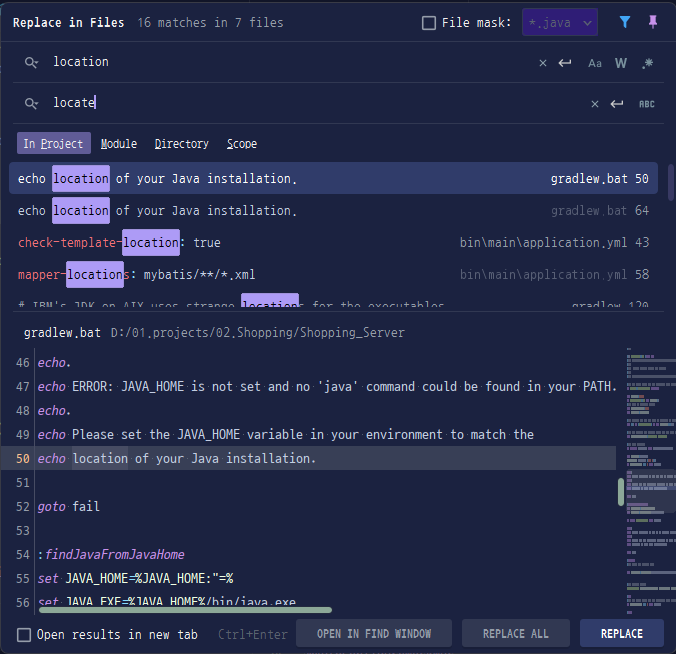 Replace in Files 16 matches in 7 files File mask: *.java
location Aa W .*
locate ABC
In Project Module Directory Scope
echo location of your Java installation. gradlew.bat 50
echo location of your Java installation. gradlew.bat 64
check-template-location: true bin\main\application.yml 43
mapper-locations: mybatis/**/*.xml bin\main\application.yml 58
# IBM's JDK on AIX uses strange locations for the executables gradlew 120
gradlew.bat D:/01.projects/02.Shopping/Shopping_Server
46 echo.
47 echo ERROR: JAVA_HOME is not set and no 'java' command could be found in your PATH.
48 echo.
49 echo Please set the JAVA_HOME variable in your environment to match the
50 echo location of your Java installation.
51
52 goto fail
53
54 :findJavaFromJavaHome
55 set JAVA_HOME=%JAVA_HOME:"=%
56 set JAVA_EXE=%JAVA_HOME%/bin/java.exe
Open results in new tab Ctrl+Enter OPEN IN FIND WINDOW REPLACE ALL REPLACE